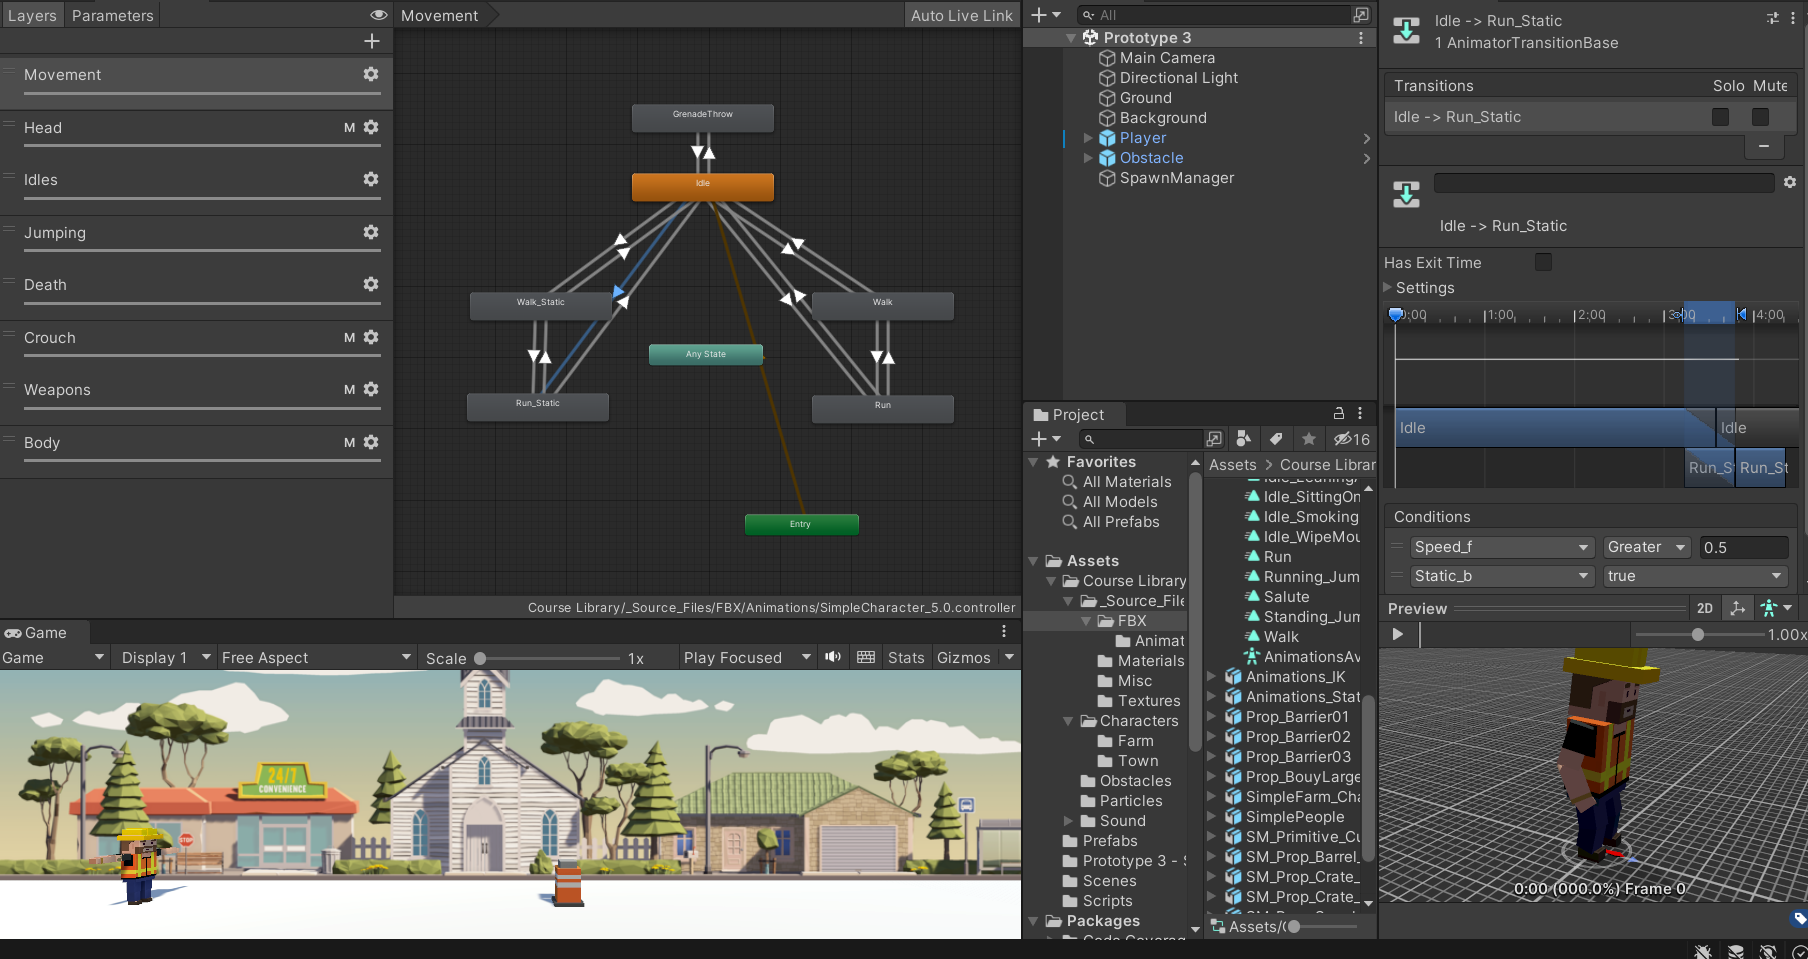 Layers Parameters
Movement
Auto Live Link
Movement
Head M
Idles
Jumping
Death
Crouch M
Weapons M
Body M
GrenadeThrow
Idle
Walk_Static
Walk
Any State
Run_Static
Run
Entry
Course Library/_Source_Files/FBX/Animations/SimpleCharacter_5.0.controller
Game
Game Display 1 Free Aspect Scale 1x Play Focused Stats Gizmos
24/7
CONVENIENCE
STOP
All
Prototype 3
Main Camera
Directional Light
Ground
Background
Player
Obstacle
SpawnManager
Project
16
Favorites
All Materials
All Models
All Prefabs
Assets
Course Library
_Source_File
FBX
Animat
Materials
Misc
Textures
Characters
Farm
Town
Obstacles
Particles
Sound
Prefabs
Prototype 3 - S
Scenes
Scripts
Packages
Assets > Course Librar
Idle_SittingOn
Idle_Smoking
Idle_WipeMou
Run
Running_Jum
Salute
Standing_Jum
Walk
AnimationsAv
Animations_IK
Animations_Stat
Prop_Barrier01
Prop_Barrier02
Prop_Barrier03
Prop_BouyLarge
SimpleFarm_Cha
SimplePeople
SM_Primitive_Cu
SM_Prop_Barrel_
SM_Prop_Crate_
SM_Prop_Crate_
Assets/
Idle -> Run_Static
1 AnimatorTransitionBase
Transitions Solo Mute
Idle -> Run_Static
Idle -> Run_Static
Has Exit Time
Settings
0:00 1:00 2:00 3:00 4:00
Idle Idle
Run_S Run_St
Conditions
Speed_f Greater 0.5
Static_b true
Preview 2D
1.00x
0:00 (000.0%) Frame 0